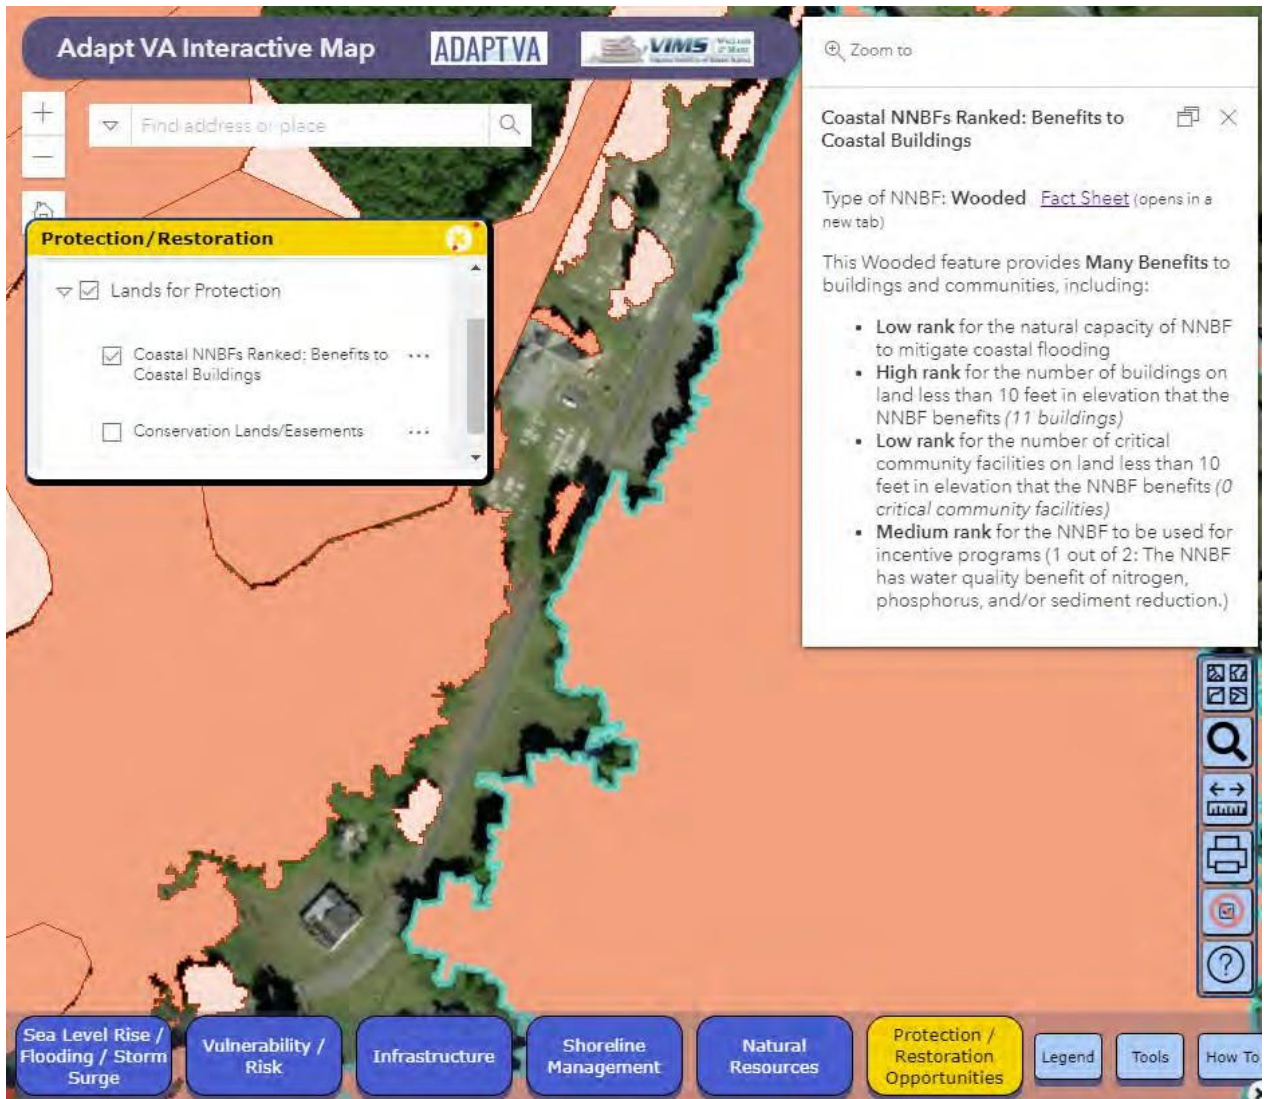 Adapt VA Interactive Map
ADAPTVA
VIMS
WILLIAM
& MARY
Find address or place
Protection/Restoration
Lands for Protection
Coastal NNBFs Ranked: Benefits to
Coastal Buildings
Conservation Lands/Easements
Zoom to
Coastal NNBFs Ranked: Benefits to
Coastal Buildings
Type of NNBF: Wooded Fact Sheet (opens in a
new tab)
This Wooded feature provides Many Benefits to
buildings and communities, including:
• Low rank for the natural capacity of NNBF
to mitigate coastal flooding
• High rank for the number of buildings on
land less than 10 feet in elevation that the
NNBF benefits (11 buildings)
• Low rank for the number of critical
community facilities on land less than 10
feet in elevation that the NNBF benefits (0
critical community facilities)
• Medium rank for the NNBF to be used for
incentive programs (1 out of 2: The NNBF
has water quality benefit of nitrogen,
phosphorus, and/or sediment reduction.)
Sea Level Rise /
Flooding / Storm
Surge
Vulnerability /
Risk
Infrastructure
Shoreline
Management
Natural
Resources
Protection /
Restoration
Opportunities
Legend
Tools
How To